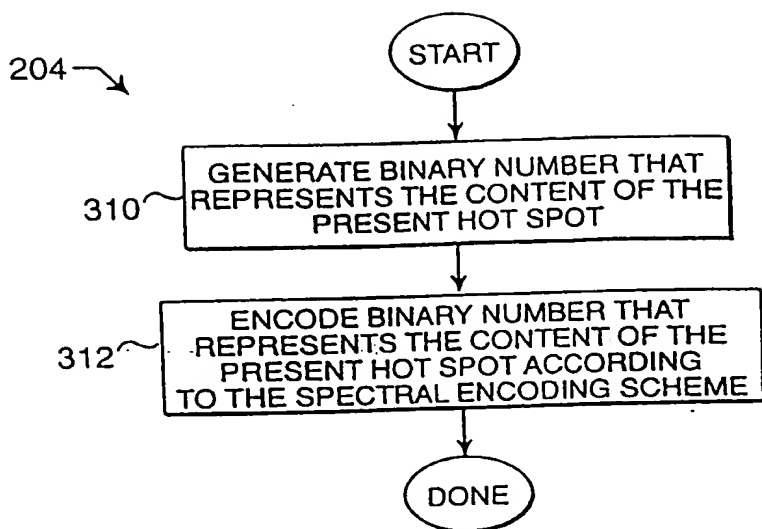 START
204
GENERATE BINARY NUMBER THAT
REPRESENTS THE CONTENT OF THE
PRESENT HOT SPOT
310
ENCODE BINARY NUMBER THAT
REPRESENTS THE CONTENT OF THE
PRESENT HOT SPOT ACCORDING
TO THE SPECTRAL ENCODING SCHEME
312
DONE